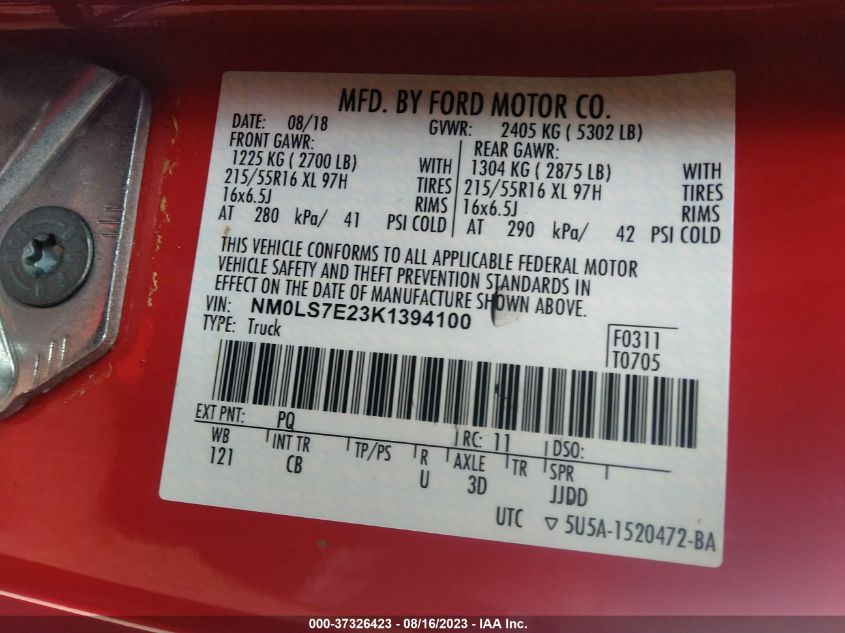 MFD. BY FORD MOTOR CO.
DATE: 08/18 GVWR: 2405 KG ( 5302 LB)
FRONT GAWR: REAR GAWR:
1225 KG ( 2700 LB) WITH 1304 KG ( 2875 LB) WITH
215/55R16 XL 97H TIRES 215/55R16 XL 97H TIRES
16x6.5J RIMS 16x6.5J RIMS
AT 280 kPa/ 41 PSI COLD AT 290 kPa/ 42 PSI COLD
THIS VEHICLE CONFORMS TO ALL APPLICABLE FEDERAL MOTOR
VEHICLE SAFETY AND THEFT PREVENTION STANDARDS IN
EFFECT ON THE DATE OF MANUFACTURE SHOWN ABOVE.
VIN: NM0LS7E23K1394100
TYPE: Truck
F0311
T0705
EXT PNT: PQ RC: 11 DSO:
WB INT TR TP/PS R AXLE TR SPR
121 CB U 3D JJDD
UTC ▽ 5U5A-1520472-BA
000-37326423 - 08/16/2023 - IAA Inc.